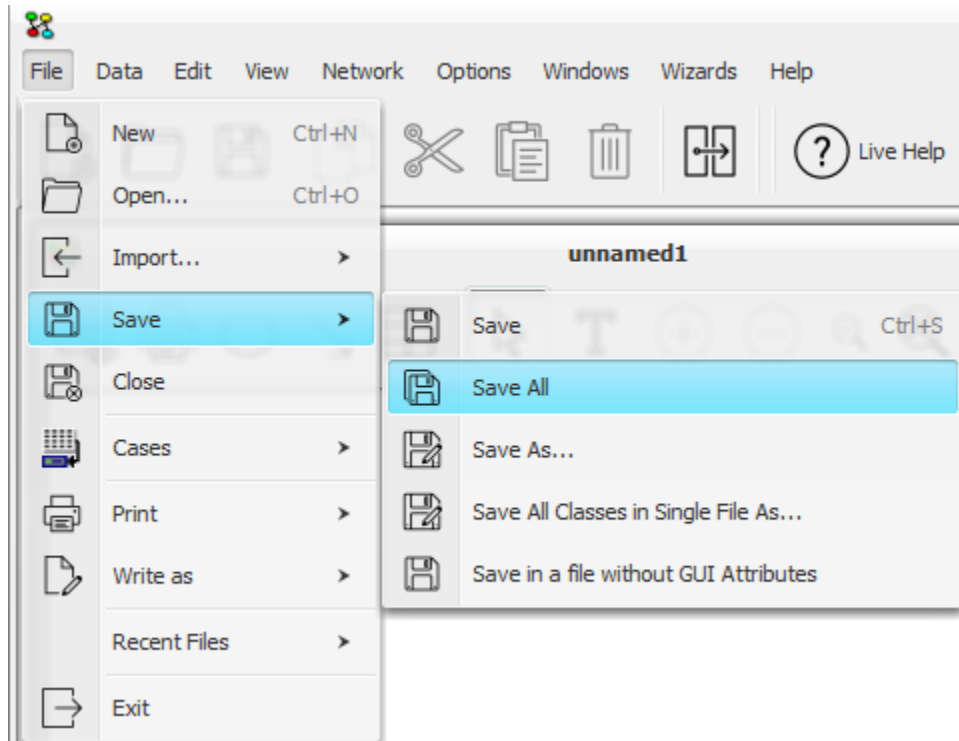 File Data Edit View Network Options Windows Wizards Help
New Ctrl+N
Open... Ctrl+O
Live Help
Import...
unnamed1
Save
Save Ctrl+S
Close
Save All
Cases
Save As...
Print
Save All Classes in Single File As...
Write as
Save in a file without GUI Attributes
Recent Files
Exit